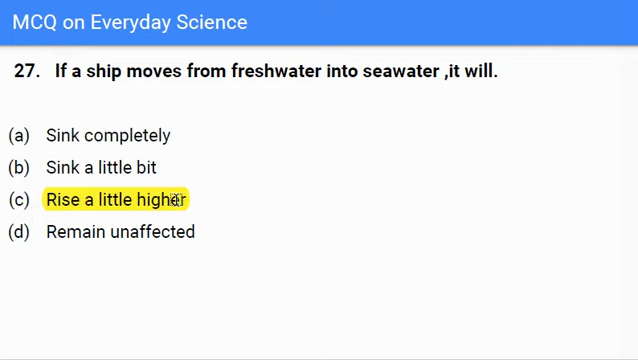 MCQ on Everyday Science
27. If a ship moves from freshwater into seawater ,it will.
(a) Sink completely
(b) Sink a little bit
(c) Rise a little higher
(d) Remain unaffected